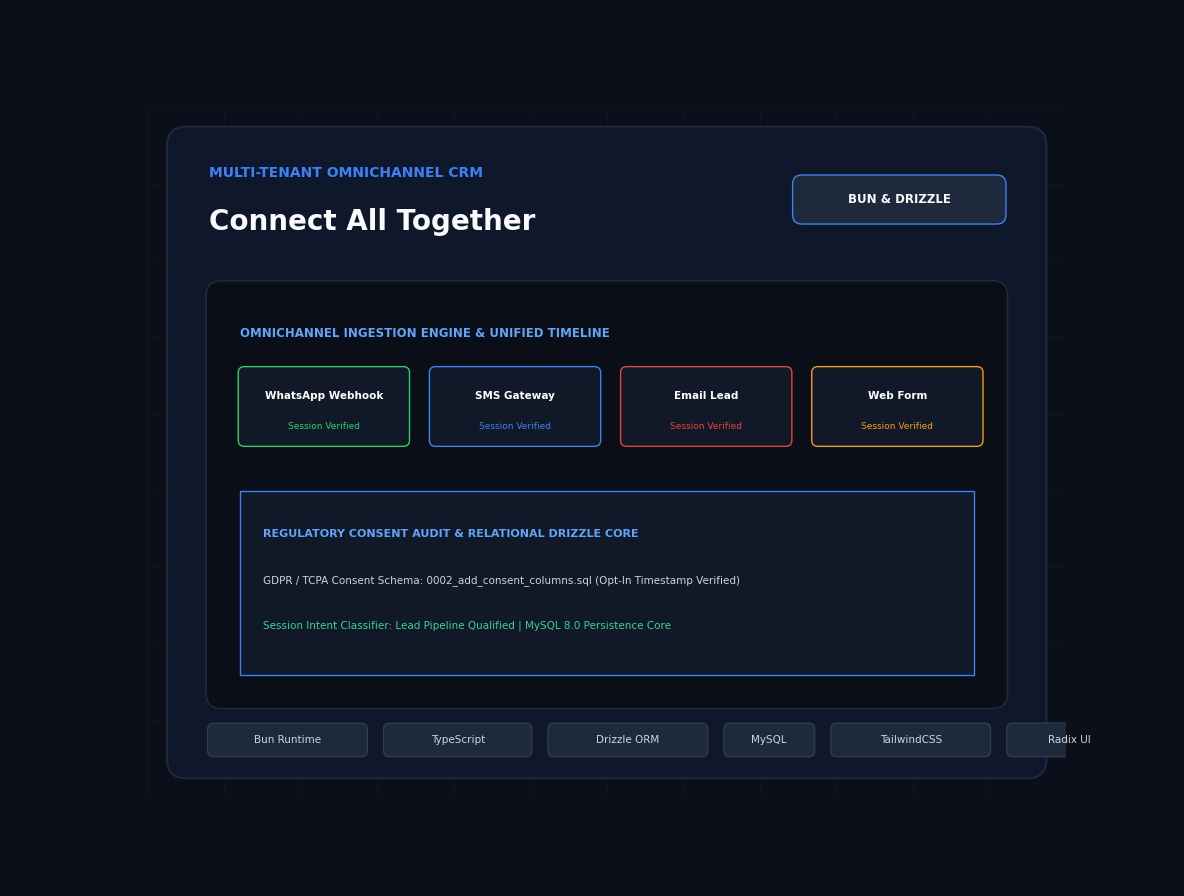 MULTI-TENANT OMNICHANNEL CRM
Connect All Together
BUN & DRIZZLE
OMNICHANNEL INGESTION ENGINE & UNIFIED TIMELINE
WhatsApp Webhook
Session Verified
SMS Gateway
Session Verified
Email Lead
Session Verified
Web Form
Session Verified
REGULATORY CONSENT AUDIT & RELATIONAL DRIZZLE CORE
GDPR / TCPA Consent Schema: 0002_add_consent_columns.sql (Opt-In Timestamp Verified)
Session Intent Classifier: Lead Pipeline Qualified | MySQL 8.0 Persistence Core
Bun Runtime
TypeScript
Drizzle ORM
MySQL
TailwindCSS
Radix UI